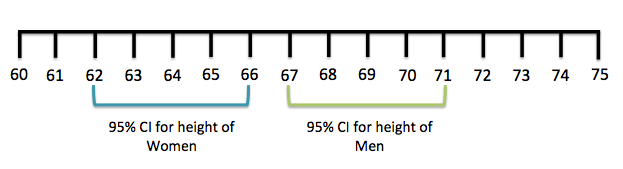 60 61 62 63 64 65 66 67 68 69 70 71 72 73 74 75
95% CI for height of
Women
95% CI for height of
Men